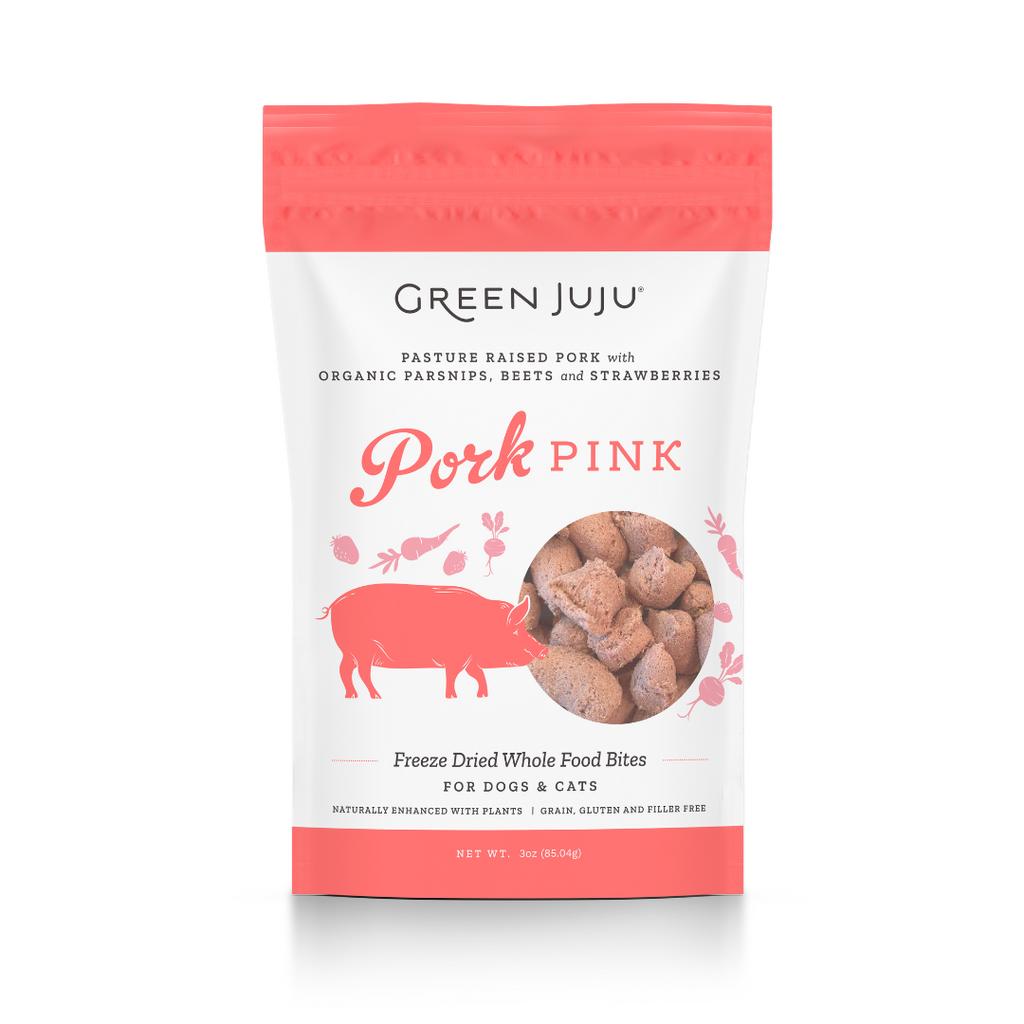 GREEN JUJU®
PASTURE RAISED PORK with
ORGANIC PARSNIPS, BEETS and STRAWBERRIES
Pork PINK
Freeze Dried Whole Food Bites
FOR DOGS & CATS
NATURALLY ENHANCED WITH PLANTS | GRAIN, GLUTEN AND FILLER FREE
NET WT. 3oz (85.04g)